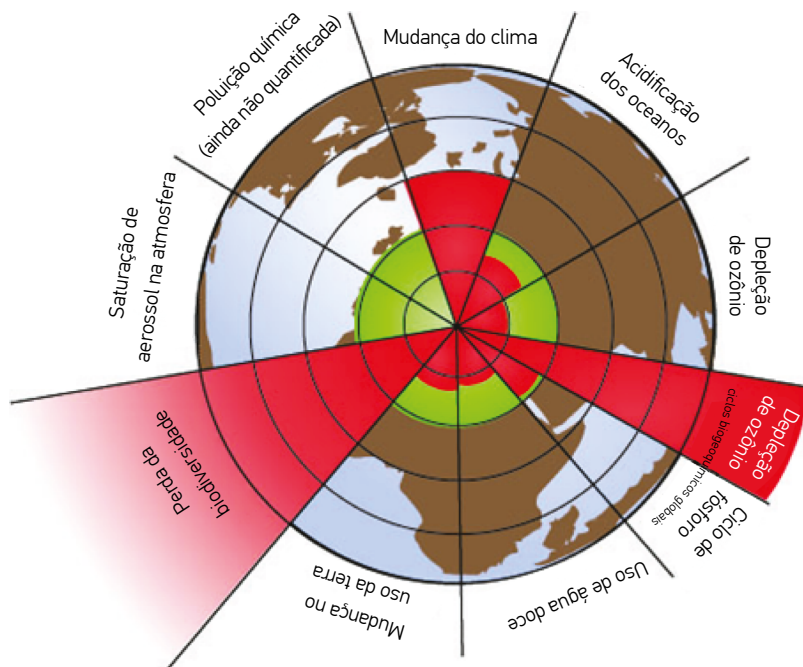 Mudança do clima
Acidificação
dos oceanos
Depleção
de ozônio
Depleção
de ozônio
ciclos biogeoquímicos globais
Ciclo de
fósforo
Uso de água doce
Mudança no
uso da terra
Perda da
biodiversidade
Saturação de
aerossol na atmosfera
Poluição química
(ainda não quantificada)